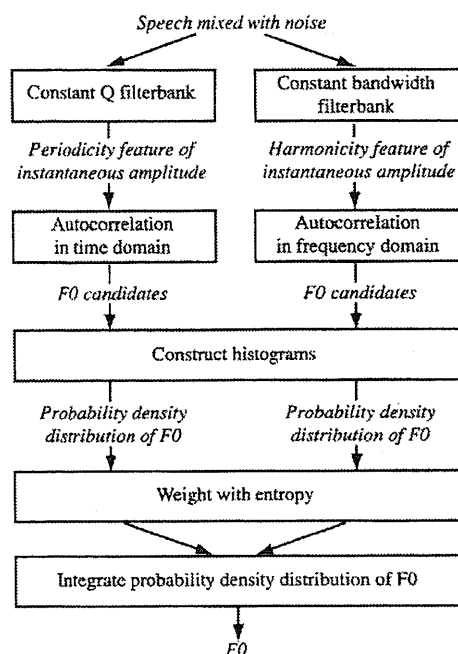 Speech mixed with noise
Constant Q filterbank
Constant bandwidth
filterbank
Periodicity feature of
instantaneous amplitude
Harmonicity feature of
instantaneous amplitude
Autocorrelation
in time domain
Autocorrelation
in frequency domain
F0 candidates
F0 candidates
Construct histograms
Probability density
distribution of F0
Probability density
distribution of F0
Weight with entropy
Integrate probability density distribution of F0
F0